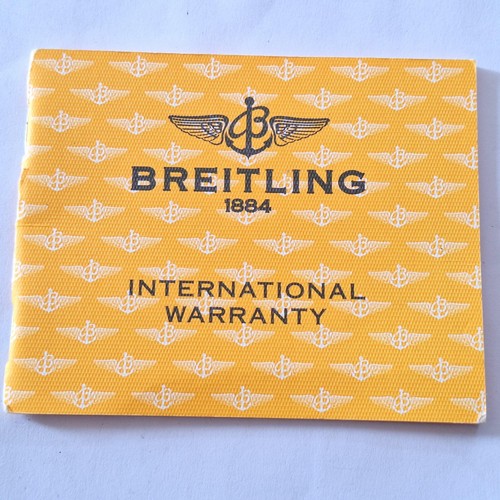 BREITLING
1884
INTERNATIONAL
WARRANTY